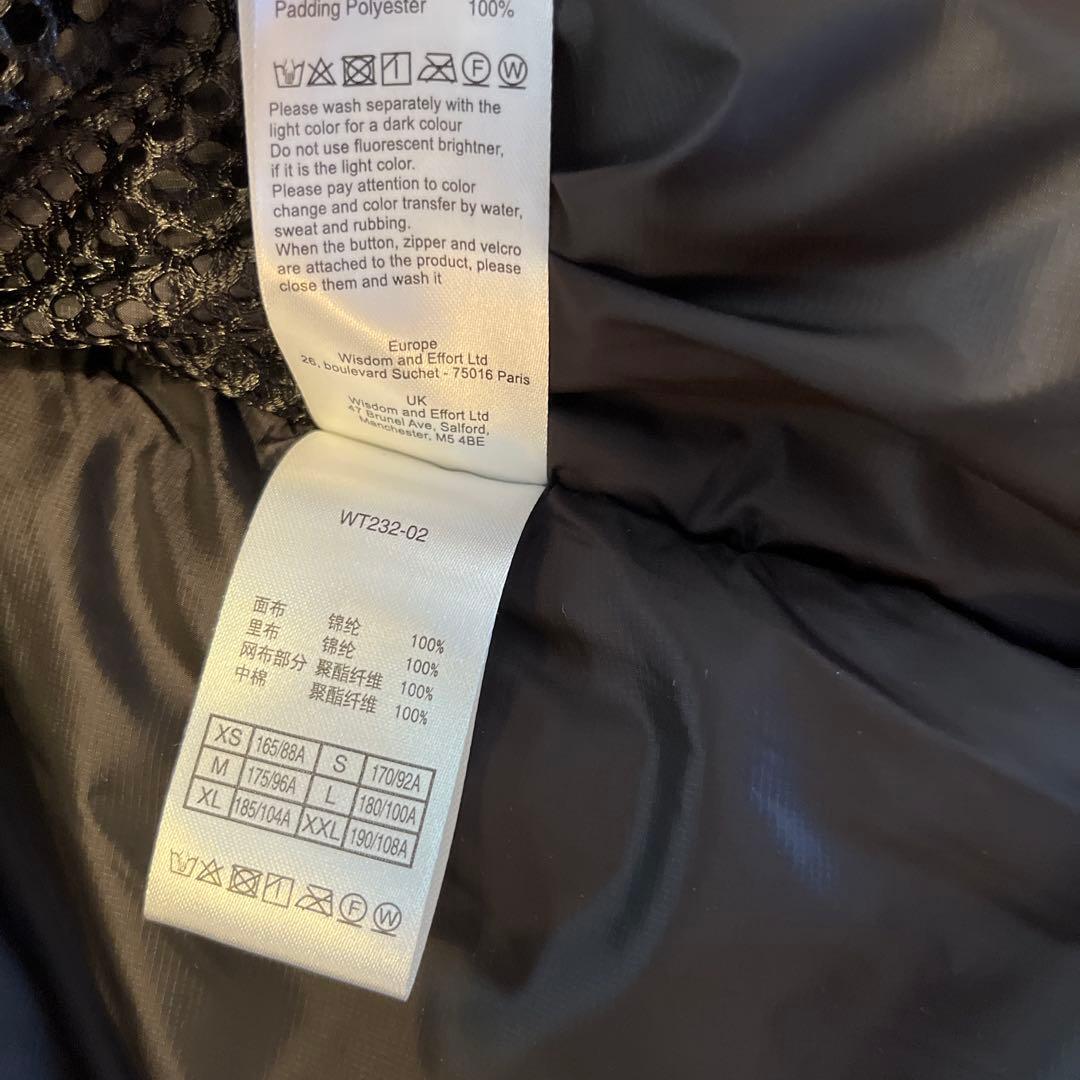 Padding Polyester 100%
Please wash separately with the
light color for a dark colour
Do not use fluorescent brightner,
if it is the light color.
Please pay attention to color
change and color transfer by water,
sweat and rubbing.
When the button, zipper and velcro
are attached to the product, please
close them and wash it
Europe
Wisdom and Effort Ltd
26, boulevard Suchet - 75016 Paris
UK
Wisdom and Effort Ltd
47 Brunel Ave, Salford,
Manchester, M5 4BE
WT232-02
面布 锦纶 100%
里布 锦纶 100%
网布部分 聚酯纤维 100%
中棉 聚酯纤维 100%
XS 165/88A S 170/92A
M 175/96A L 180/100A
XL 185/104A XXL 190/108A
F W